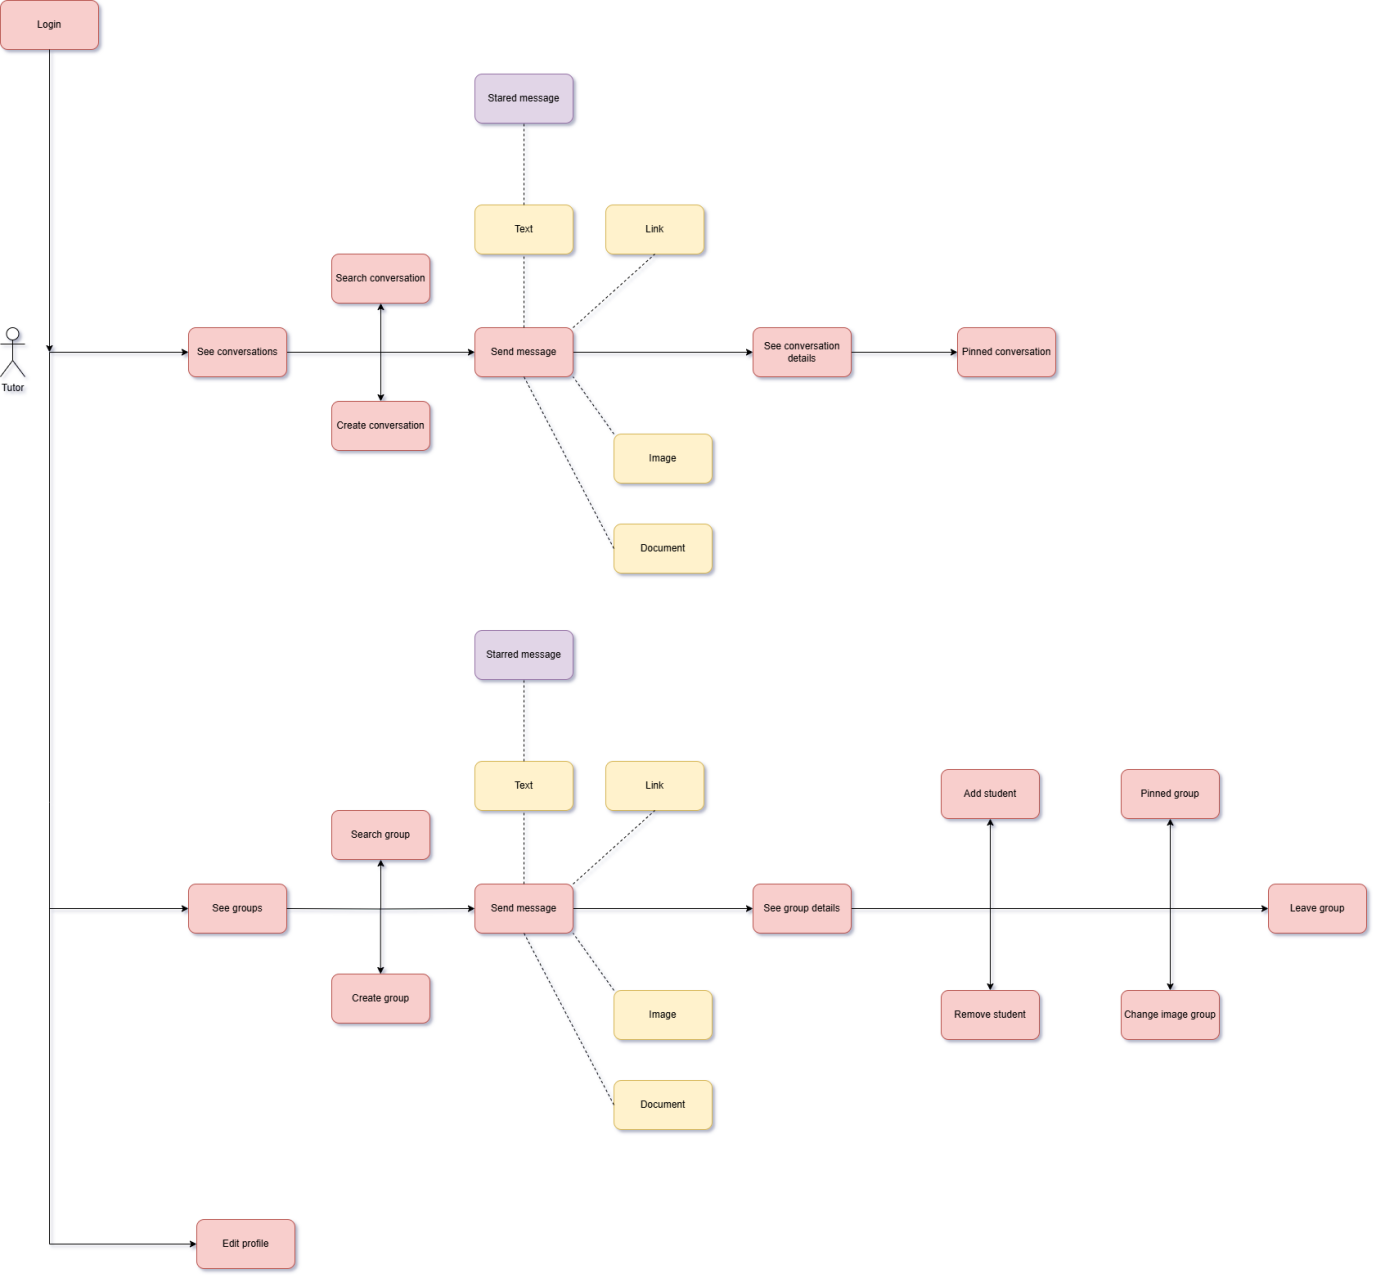 Login
Stared message
Text
Link
Search conversation
See conversations
Send message
See conversation
details
Pinned conversation
Tutor
Create conversation
Image
Document
Starred message
Text
Link
Add student
Pinned group
Search group
See groups
Send message
See group details
Leave group
Create group
Image
Remove student
Change image group
Document
Edit profile